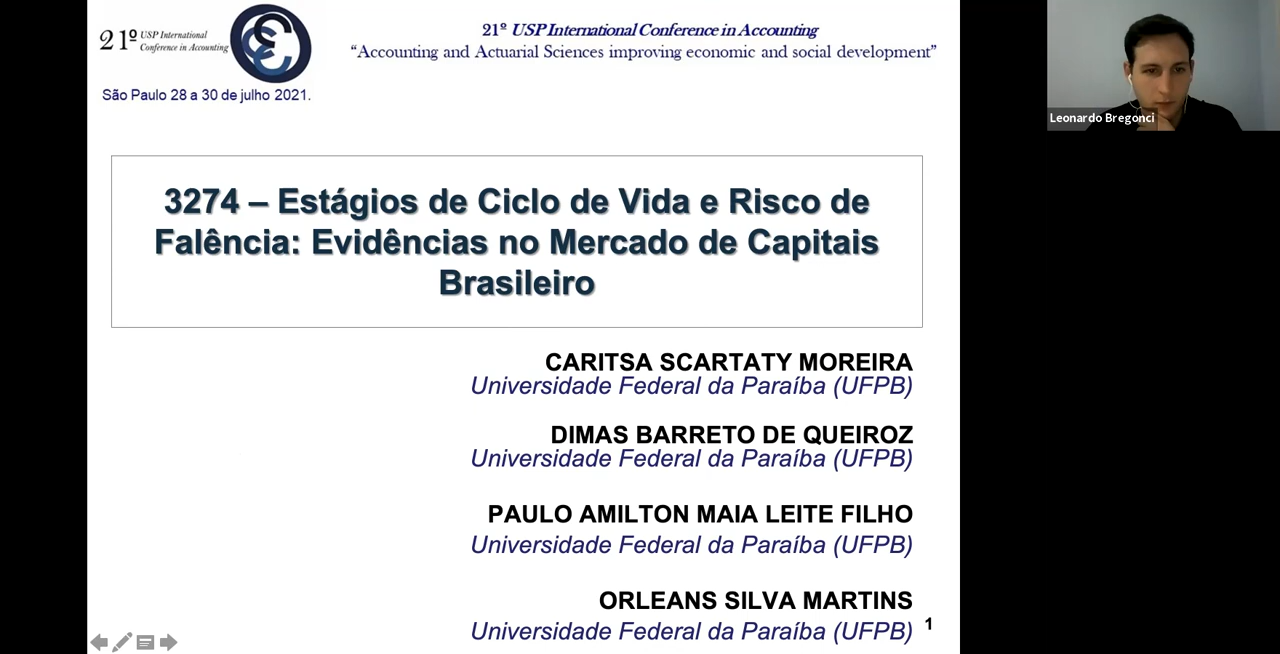 21º USP International
Conference in Accounting
São Paulo 28 a 30 de julho 2021.
21º USP International Conference in Accounting
“Accounting and Actuarial Sciences improving economic and social development”
Leonardo Bregonci
3274 – Estágios de Ciclo de Vida e Risco de
Falência: Evidências no Mercado de Capitais
Brasileiro
CARITSA SCARTATY MOREIRA
Universidade Federal da Paraíba (UFPB)
DIMAS BARRETO DE QUEIROZ
Universidade Federal da Paraíba (UFPB)
PAULO AMILTON MAIA LEITE FILHO
Universidade Federal da Paraíba (UFPB)
ORLEANS SILVA MARTINS
Universidade Federal da Paraíba (UFPB)
1